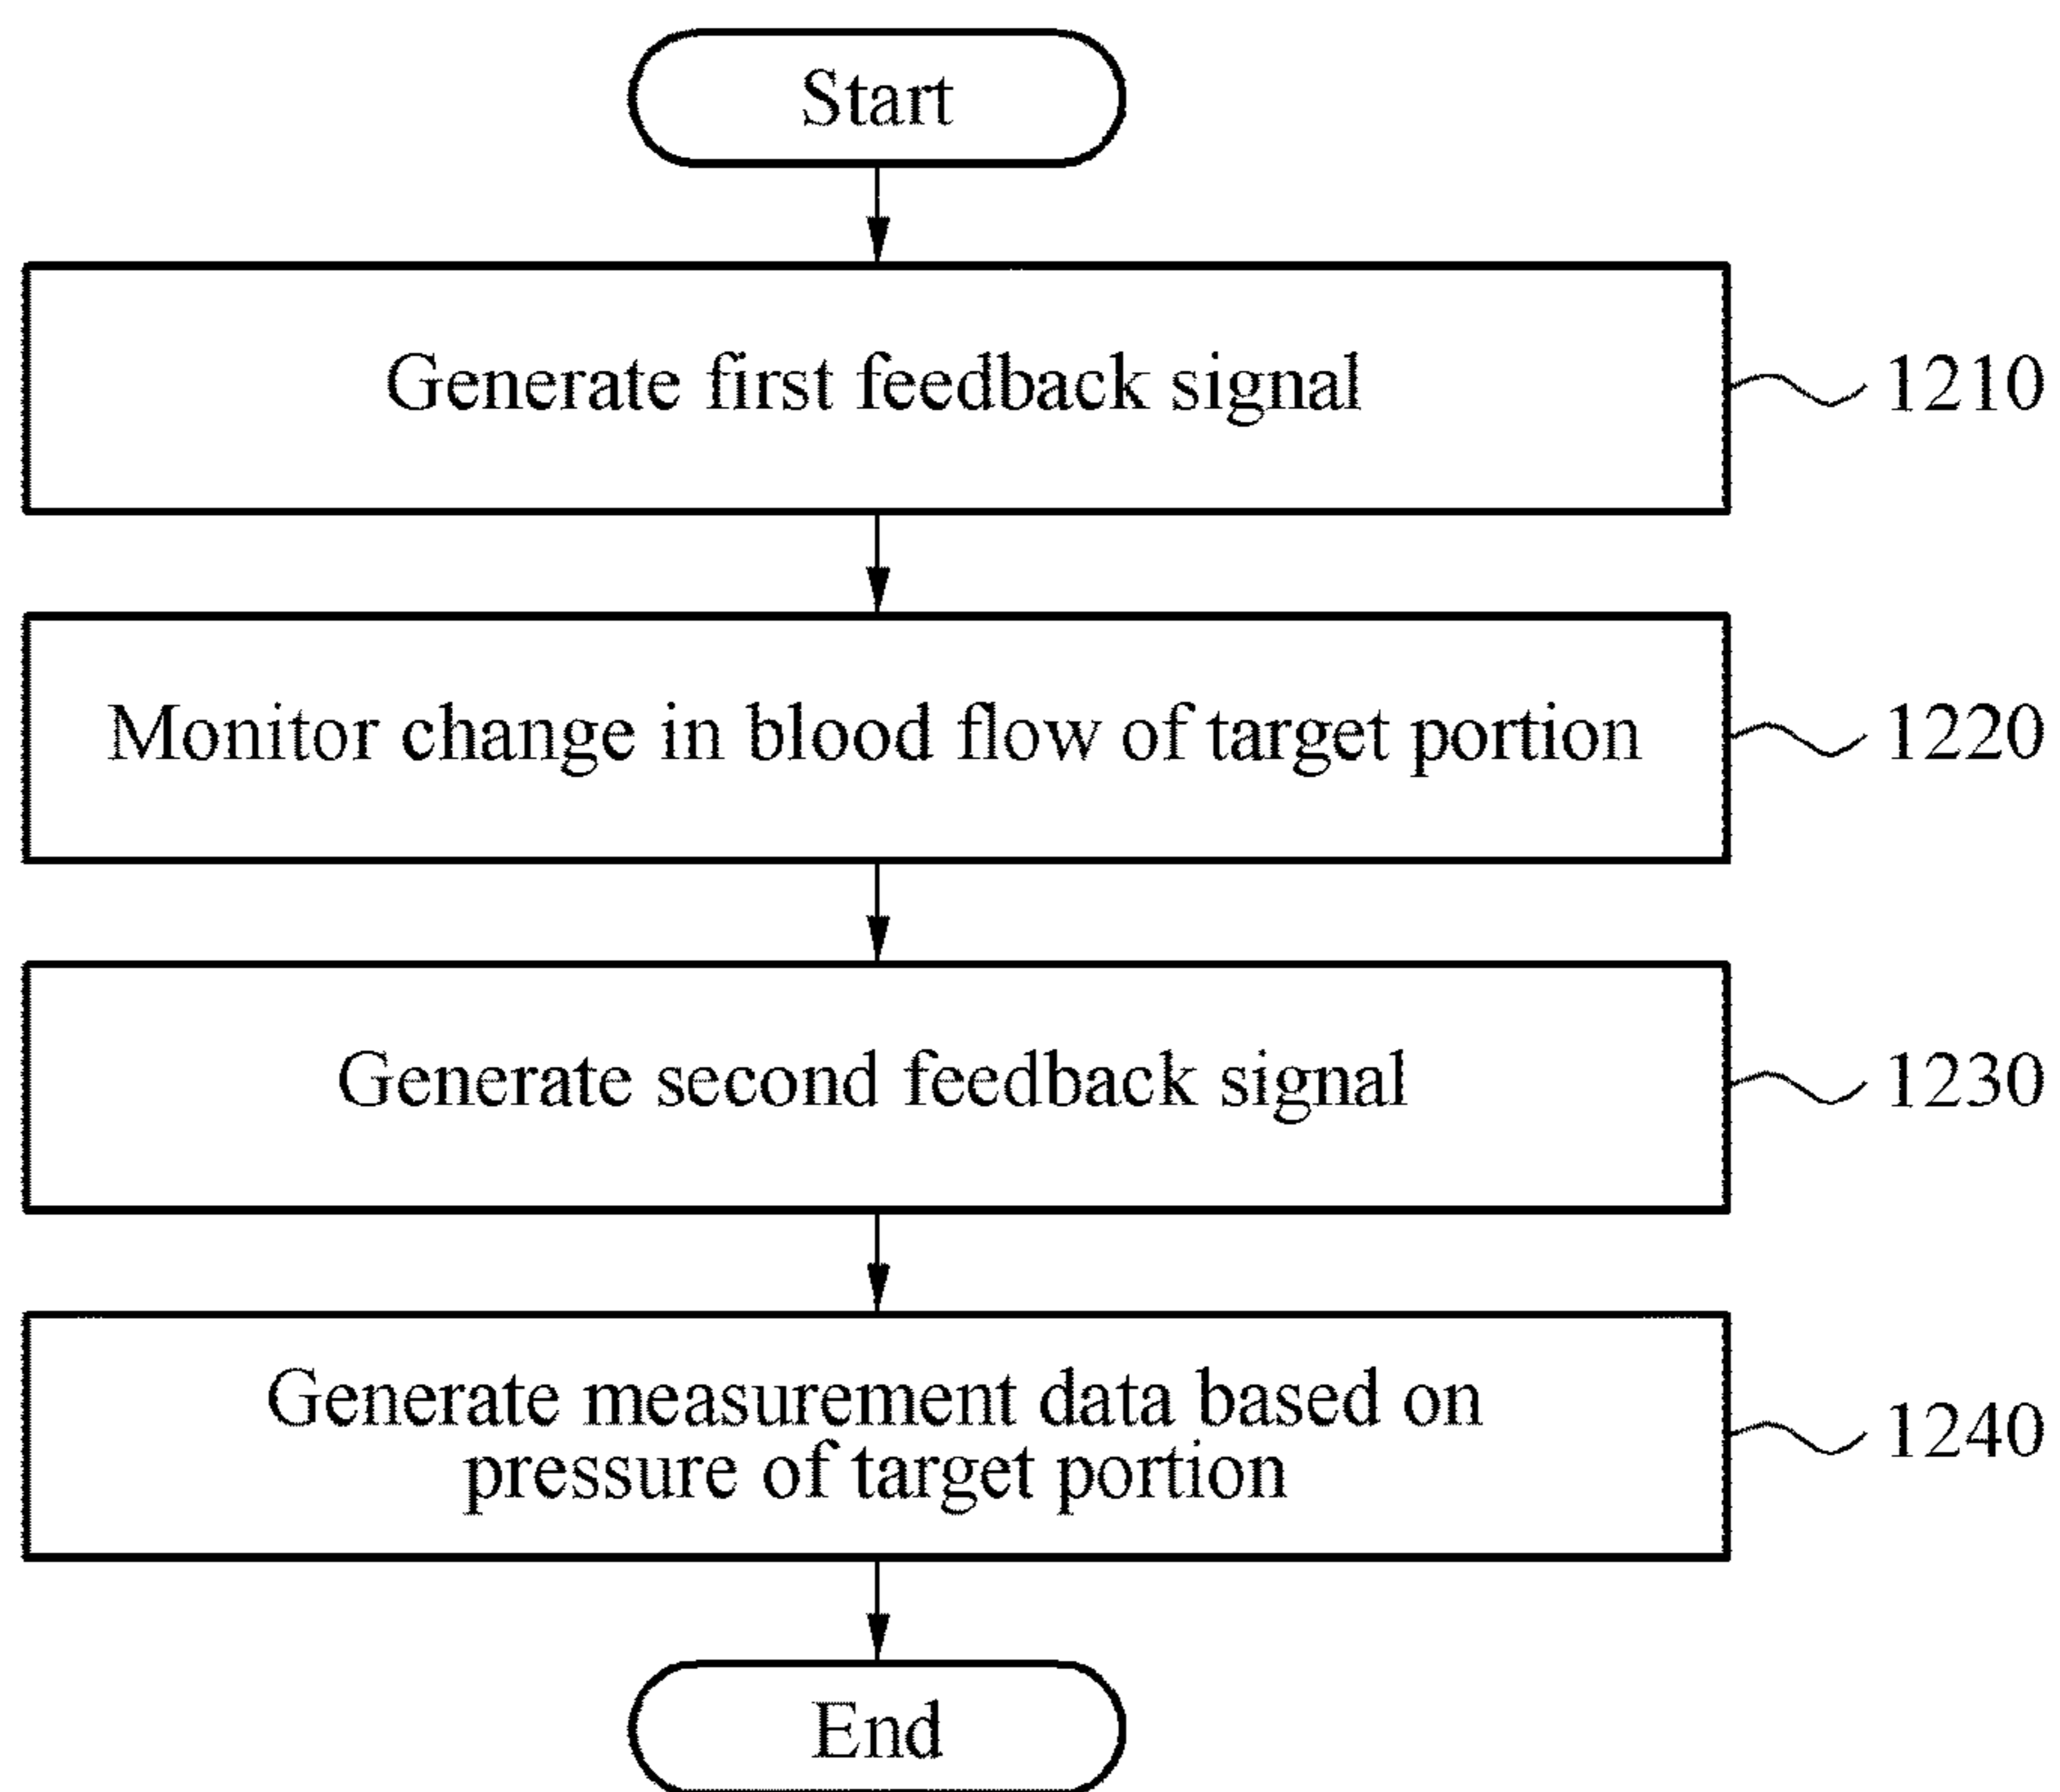 Start
Generate first feedback signal
1210
Monitor change in blood flow of target portion
1220
Generate second feedback signal
1230
Generate measurement data based on
pressure of target portion
1240
End